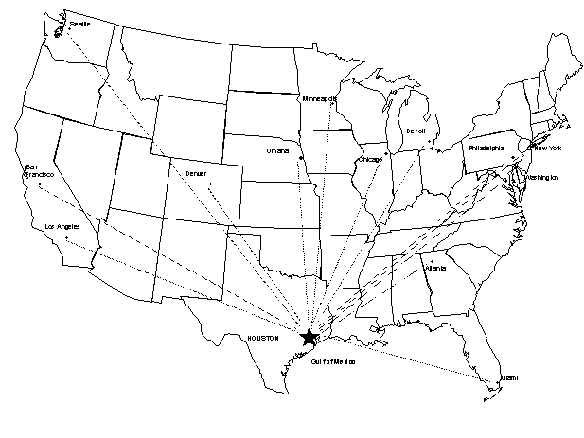 Seattle
Minneapolis
Detroit
Omaha
Chicago
Philadelphia
New York
San
Francisco
Denver
Washington
Los Angeles
Atlanta
HOUSTON
Gulf of Mexico
Miami